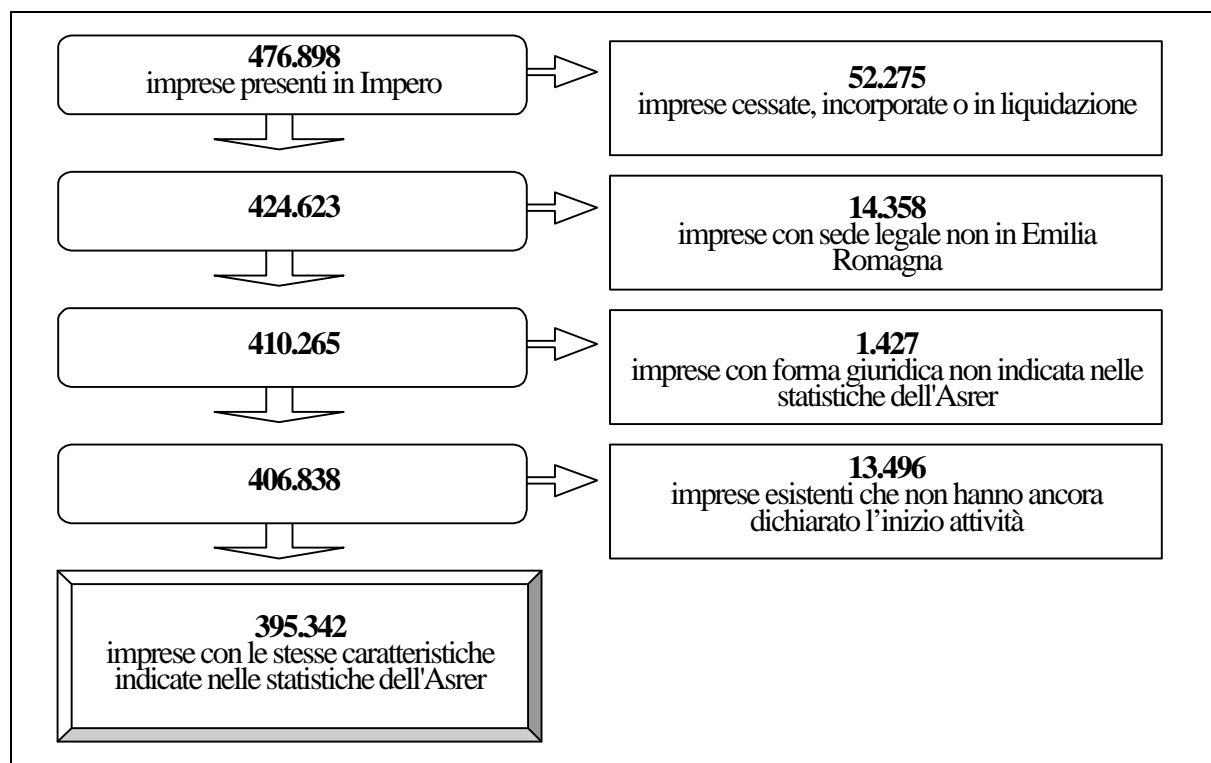 476.898
imprese presenti in Impero
52.275
imprese cessate, incorporate o in liquidazione
424.623
14.358
imprese con sede legale non in Emilia
Romagna
410.265
1.427
imprese con forma giuridica non indicata nelle
statistiche dell'Asrer
406.838
13.496
imprese esistenti che non hanno ancora
dichiarato l’inizio attività
395.342
imprese con le stesse caratteristiche
indicate nelle statistiche dell'Asrer